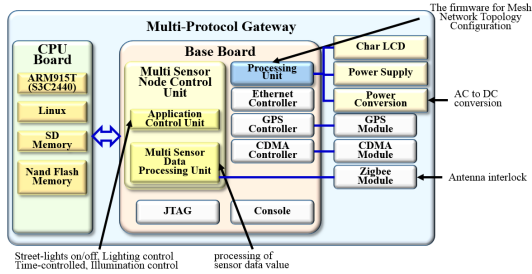 The firmware for Mesh
Network Topology
Configuration
Multi-Protocol Gateway
CPU
Board
ARM915T
(S3C2440)
Linux
SD
Memory
Nand Flash
Memory
Base Board
Multi Sensor
Node Control
Unit
Application
Control Unit
Multi Sensor
Data
Processing Unit
Processing
Unit
Ethernet
Controller
GPS
Controller
CDMA
Controller
JTAG
Console
Char LCD
Power Supply
Power
Conversion
GPS
Module
CDMA
Module
Zigbee
Module
AC to DC
conversion
Antenna interlock
Street-lights on/off, Lighting control
Time-controlled, Illumination control
processing of
sensor data value